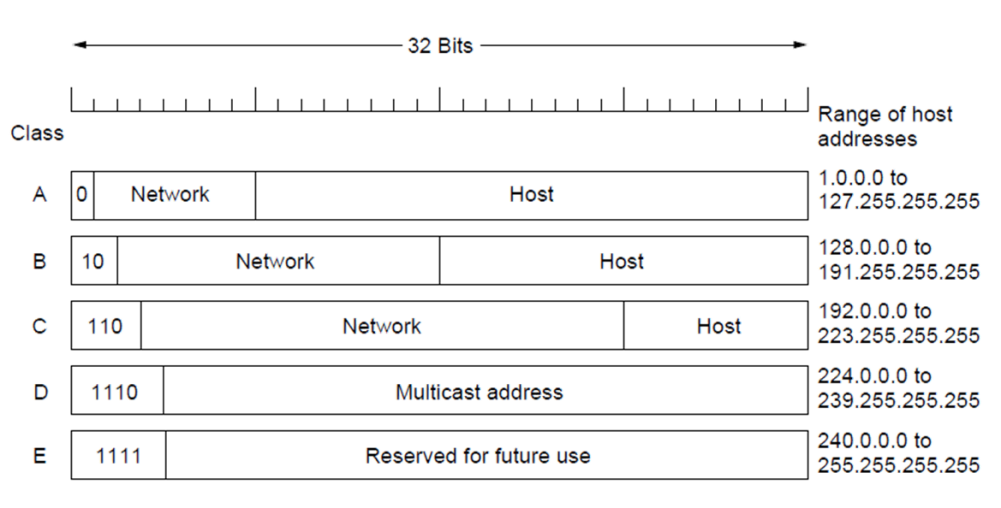 32 Bits
Class
Range of host
addresses
A
0
Network
Host
1.0.0.0 to
127.255.255.255
B
10
Network
Host
128.0.0.0 to
191.255.255.255
C
110
Network
Host
192.0.0.0 to
223.255.255.255
D
1110
Multicast address
224.0.0.0 to
239.255.255.255
E
1111
Reserved for future use
240.0.0.0 to
255.255.255.255